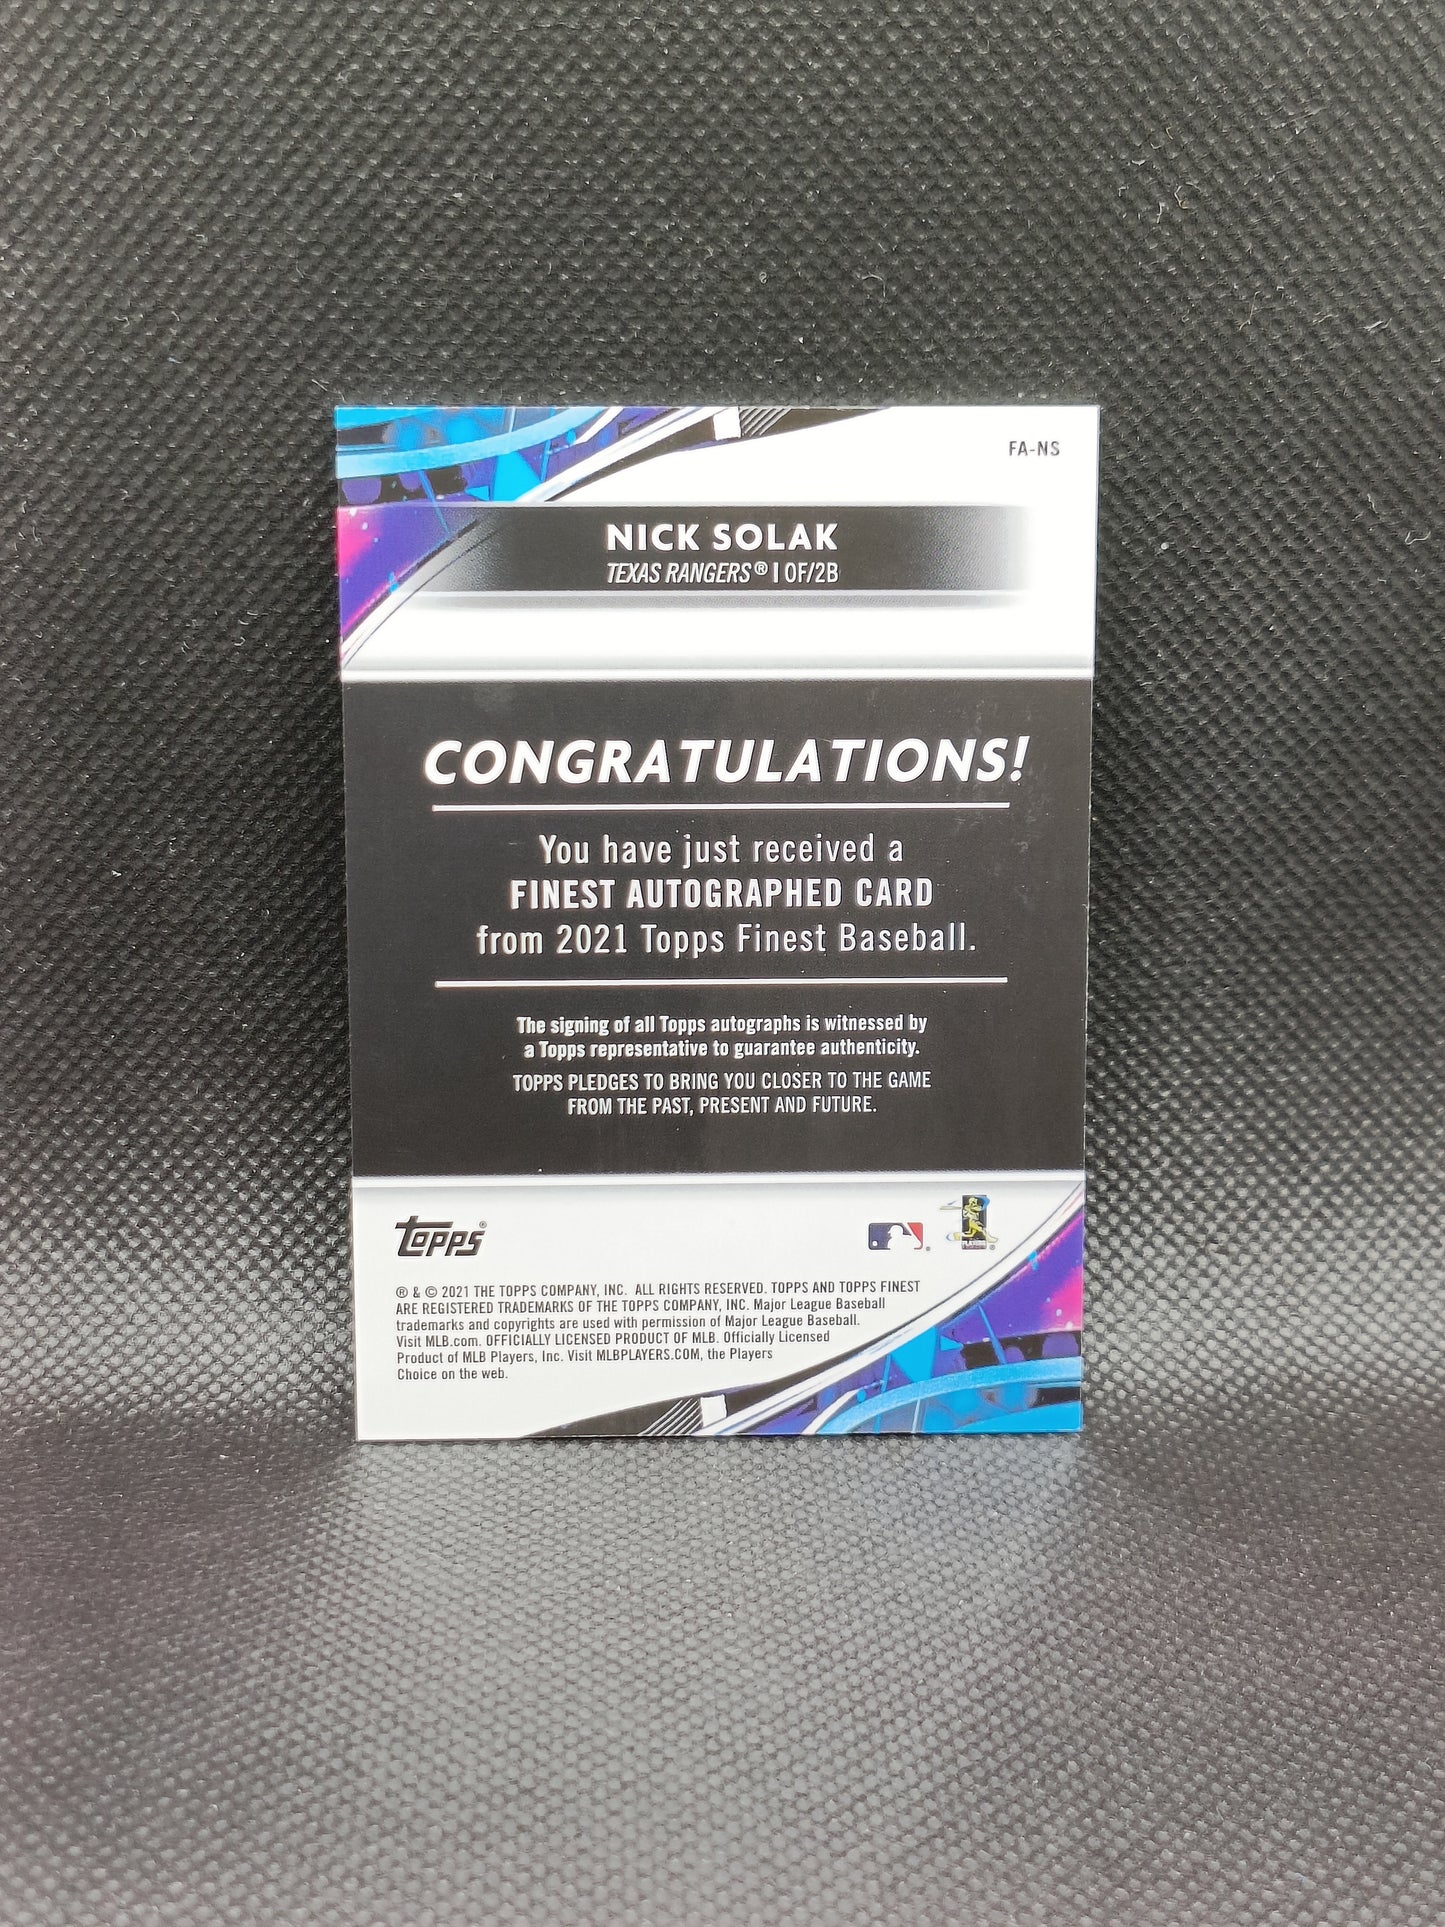 FA-NS
NICK SOLAK
TEXAS RANGERS® | OF/2B
CONGRATULATIONS!
You have just received a
FINEST AUTOGRAPHED CARD
from 2021 Topps Finest Baseball.
The signing of all Topps autographs is witnessed by
a Topps representative to guarantee authenticity.
TOPPS PLEDGES TO BRING YOU CLOSER TO THE GAME
FROM THE PAST, PRESENT AND FUTURE.
Topps®
PLAYERS ®
® & © 2021 THE TOPPS COMPANY, INC. ALL RIGHTS RESERVED. TOPPS AND TOPPS FINEST
ARE REGISTERED TRADEMARKS OF THE TOPPS COMPANY, INC. Major League Baseball
trademarks and copyrights are used with permission of Major League Baseball.
Visit MLB.com. OFFICIALLY LICENSED PRODUCT OF MLB. Officially Licensed
Product of MLB Players, Inc. Visit MLBPLAYERS.COM, the Players
Choice on the web.